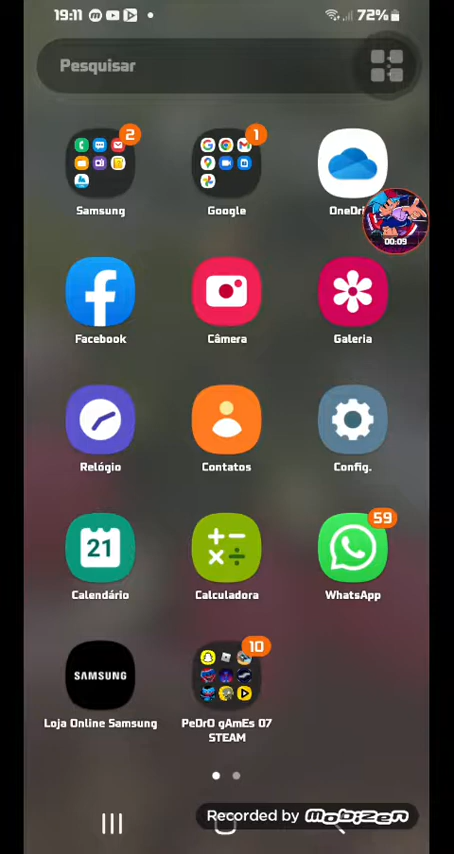 19:11
72%
Pesquisar
2
1
Samsung
Google
OneDri
00:09
Facebook
Câmera
Galeria
Relógio
Contatos
Config.
21
59
Calendário
Calculadora
WhatsApp
SAMSUNG
10
Loja Online Samsung
PeDrO gAmEs 07
STEAM
Recorded by MOBIZEN